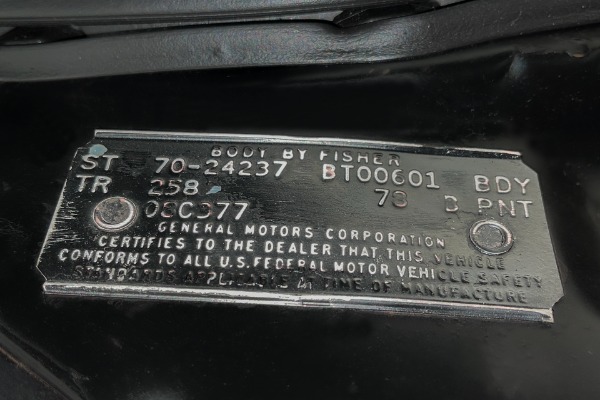 BODY BY FISHER
ST 70-24237 BT00601 BDY
TR 258 78 B PNT
08C377
GENERAL MOTORS CORPORATION
CERTIFIES TO THE DEALER THAT THIS VEHICLE
CONFORMS TO ALL U.S. FEDERAL MOTOR VEHICLE SAFETY
STANDARDS APPLICABLE AT TIME OF MANUFACTURE